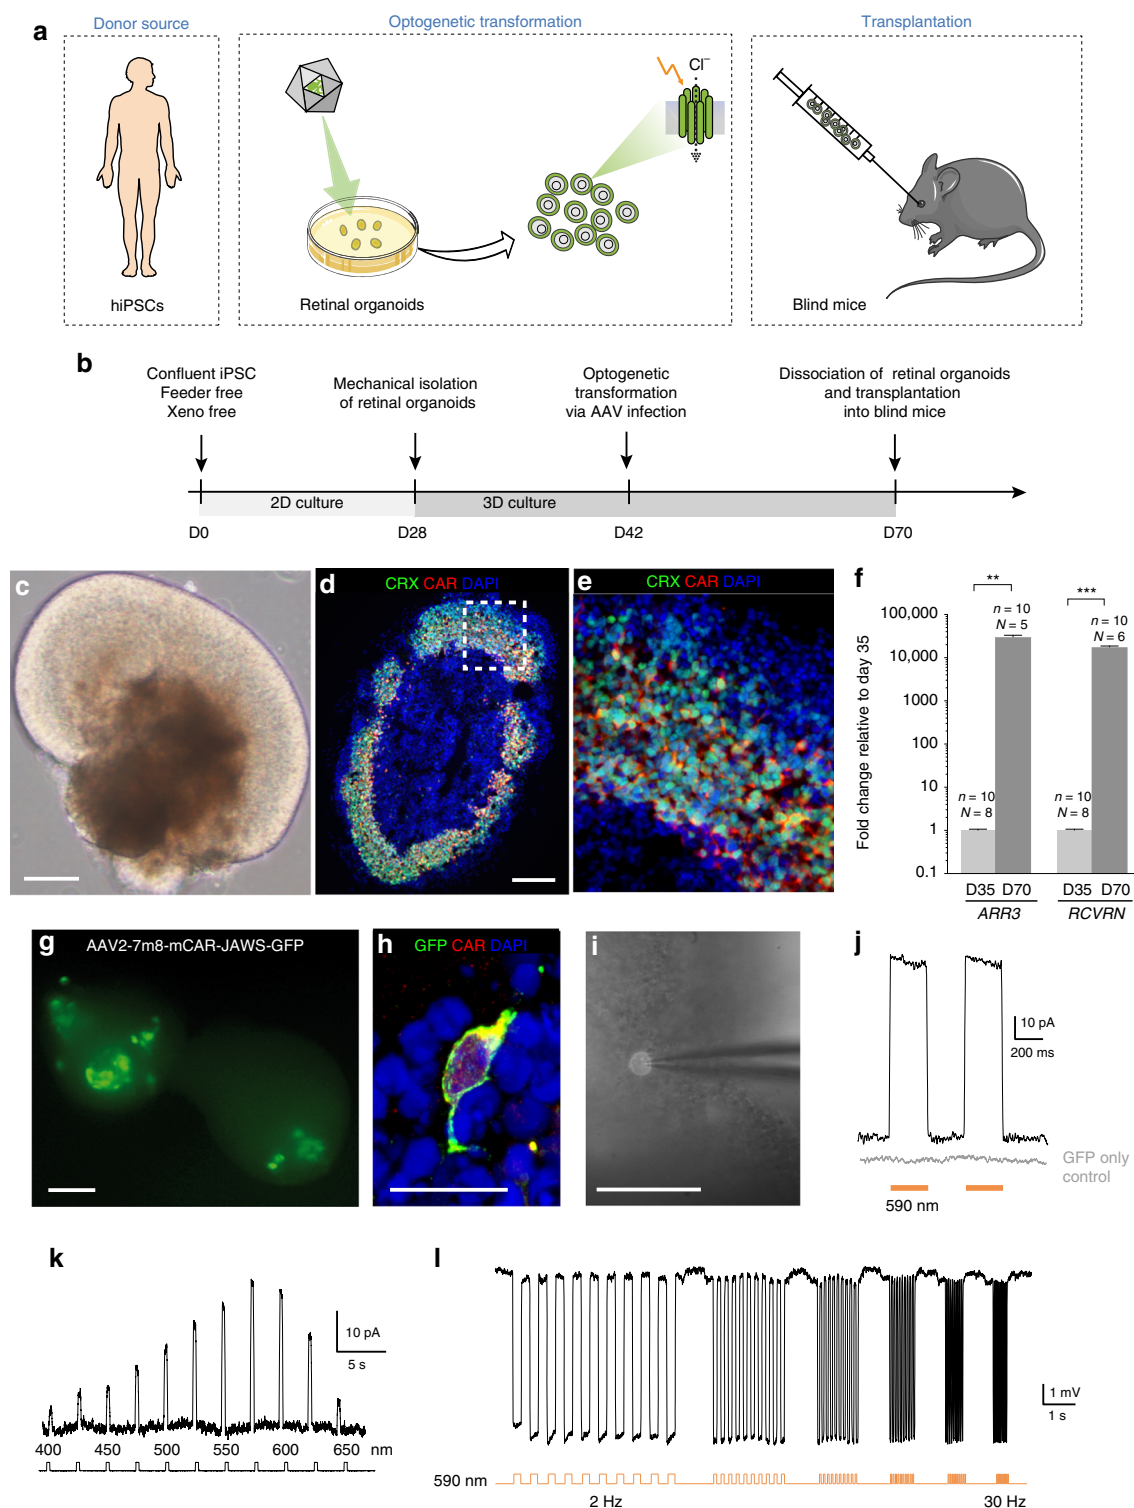 a
Donor source
Optogenetic transformation
Transplantation
Cl⁻
hiPSCs
Retinal organoids
Blind mice
b
Confluent iPSC
Feeder free
Xeno free
Mechanical isolation
of retinal organoids
Optogenetic
transformation
via AAV infection
Dissociation of retinal organoids
and transplantation
into blind mice
2D culture
3D culture
D0
D28
D42
D70
c
d
CRX CAR DAPI
e
CRX CAR DAPI
f
Fold change relative to day 35
100,000
10,000
1000
100
10
1
0.1
**
n = 10
N = 5
***
n = 10
N = 6
n = 10
N = 8
n = 10
N = 8
D35 D70
D35 D70
ARR3
RCVRN
g
AAV2-7m8-mCAR-JAWS-GFP
h
GFP CAR DAPI
i
j
10 pA
200 ms
GFP only
control
590 nm
k
10 pA
5 s
400 450 500 550 600 650 nm
l
1 mV
1 s
590 nm
2 Hz
30 Hz